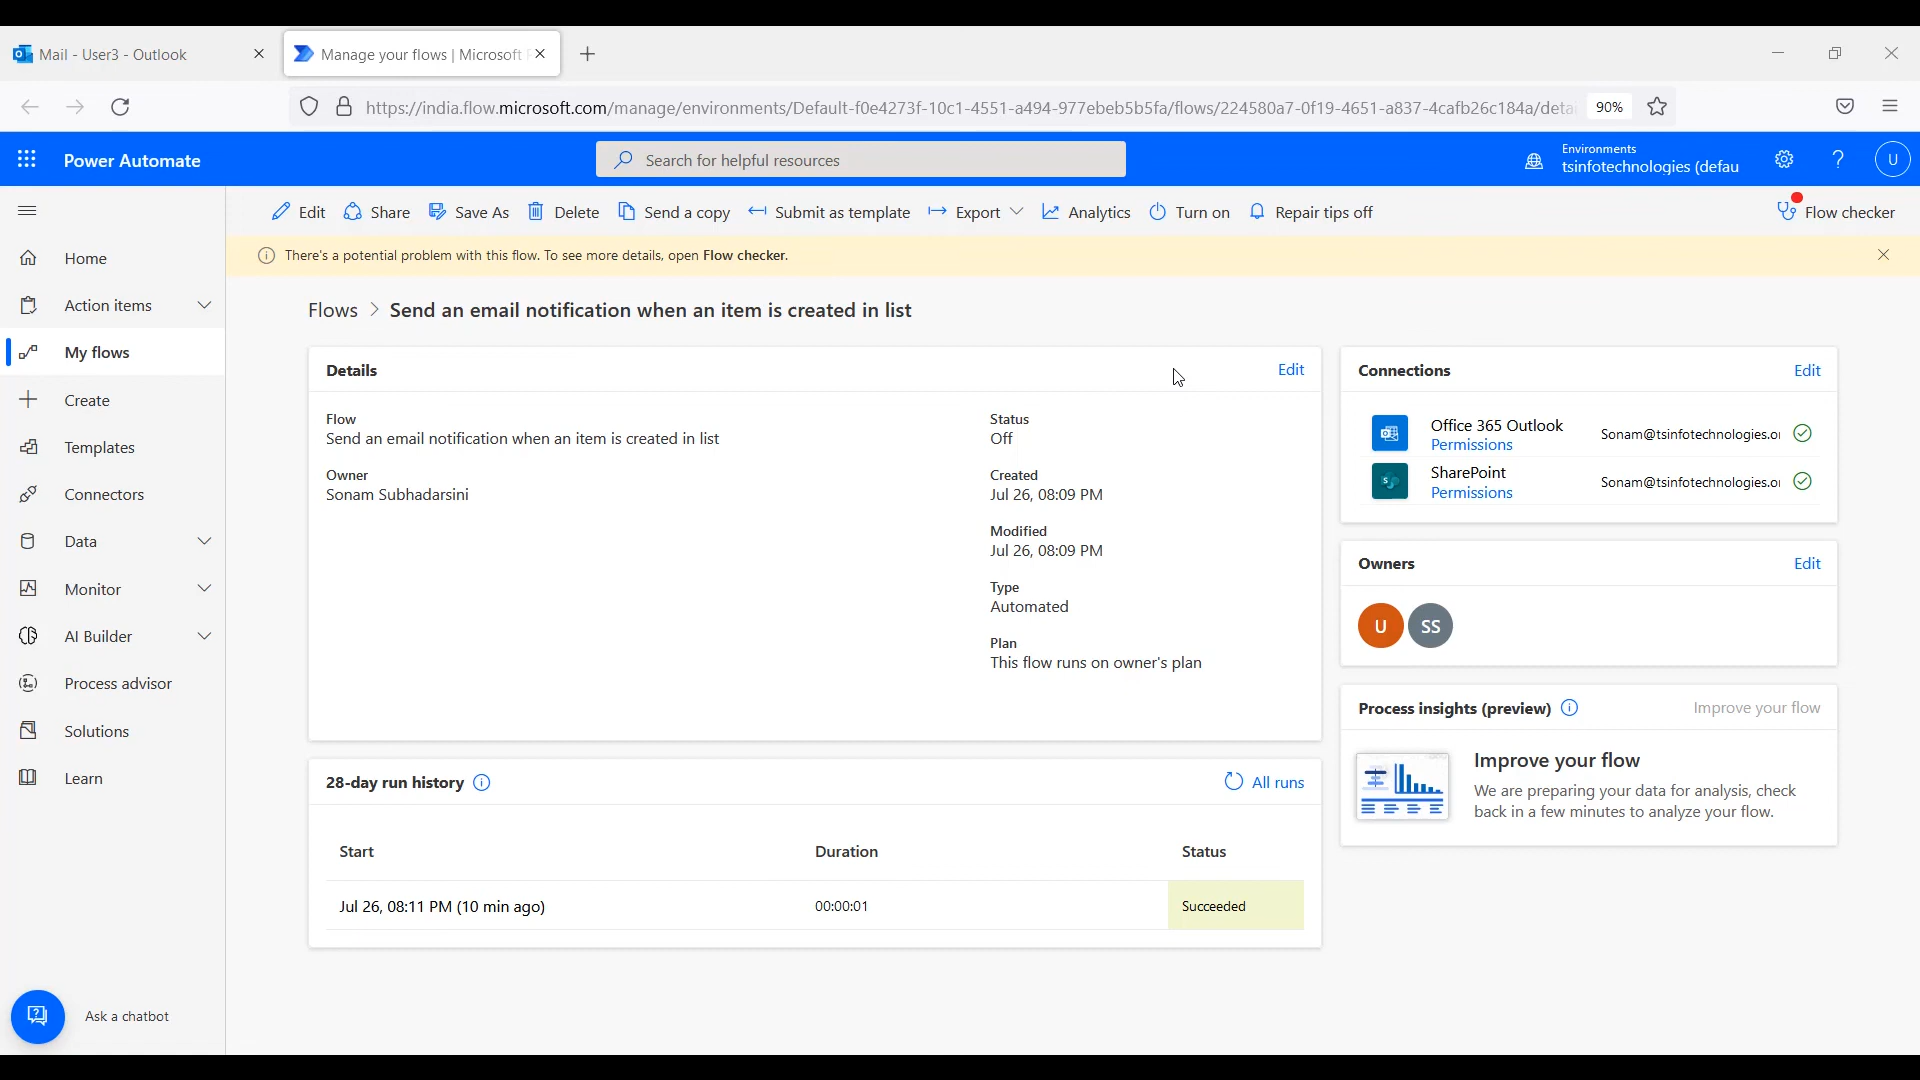 Mail - User3 - Outlook
Manage your flows | Microsoft
https://india.flow.microsoft.com/manage/environments/Default-f0e4273f-10c1-4551-a494-977ebeb5b5fa/flows/224580a7-0f19-4651-a837-4cafb26c184a/deta
90%
Power Automate
Search for helpful resources
Environments
tsinfotechnologies (defau
U
Edit
Share
Save As
Delete
Send a copy
Submit as template
Export
Analytics
Turn on
Repair tips off
Flow checker
There's a potential problem with this flow. To see more details, open Flow checker.
Home
Action items
My flows
Create
Templates
Connectors
Data
Monitor
AI Builder
Process advisor
Solutions
Learn
Ask a chatbot
Flows > Send an email notification when an item is created in list
Details
Edit
Flow
Send an email notification when an item is created in list
Owner
Sonam Subhadarsini
Status
Off
Created
Jul 26, 08:09 PM
Modified
Jul 26, 08:09 PM
Type
Automated
Plan
This flow runs on owner's plan
28-day run history
All runs
Start
Duration
Status
Jul 26, 08:11 PM (10 min ago)
00:00:01
Succeeded
Connections
Edit
Office 365 Outlook
Permissions
Sonam@tsinfotechnologies.or
SharePoint
Permissions
Sonam@tsinfotechnologies.or
Owners
Edit
U
SS
Process insights (preview)
Improve your flow
Improve your flow
We are preparing your data for analysis, check
back in a few minutes to analyze your flow.